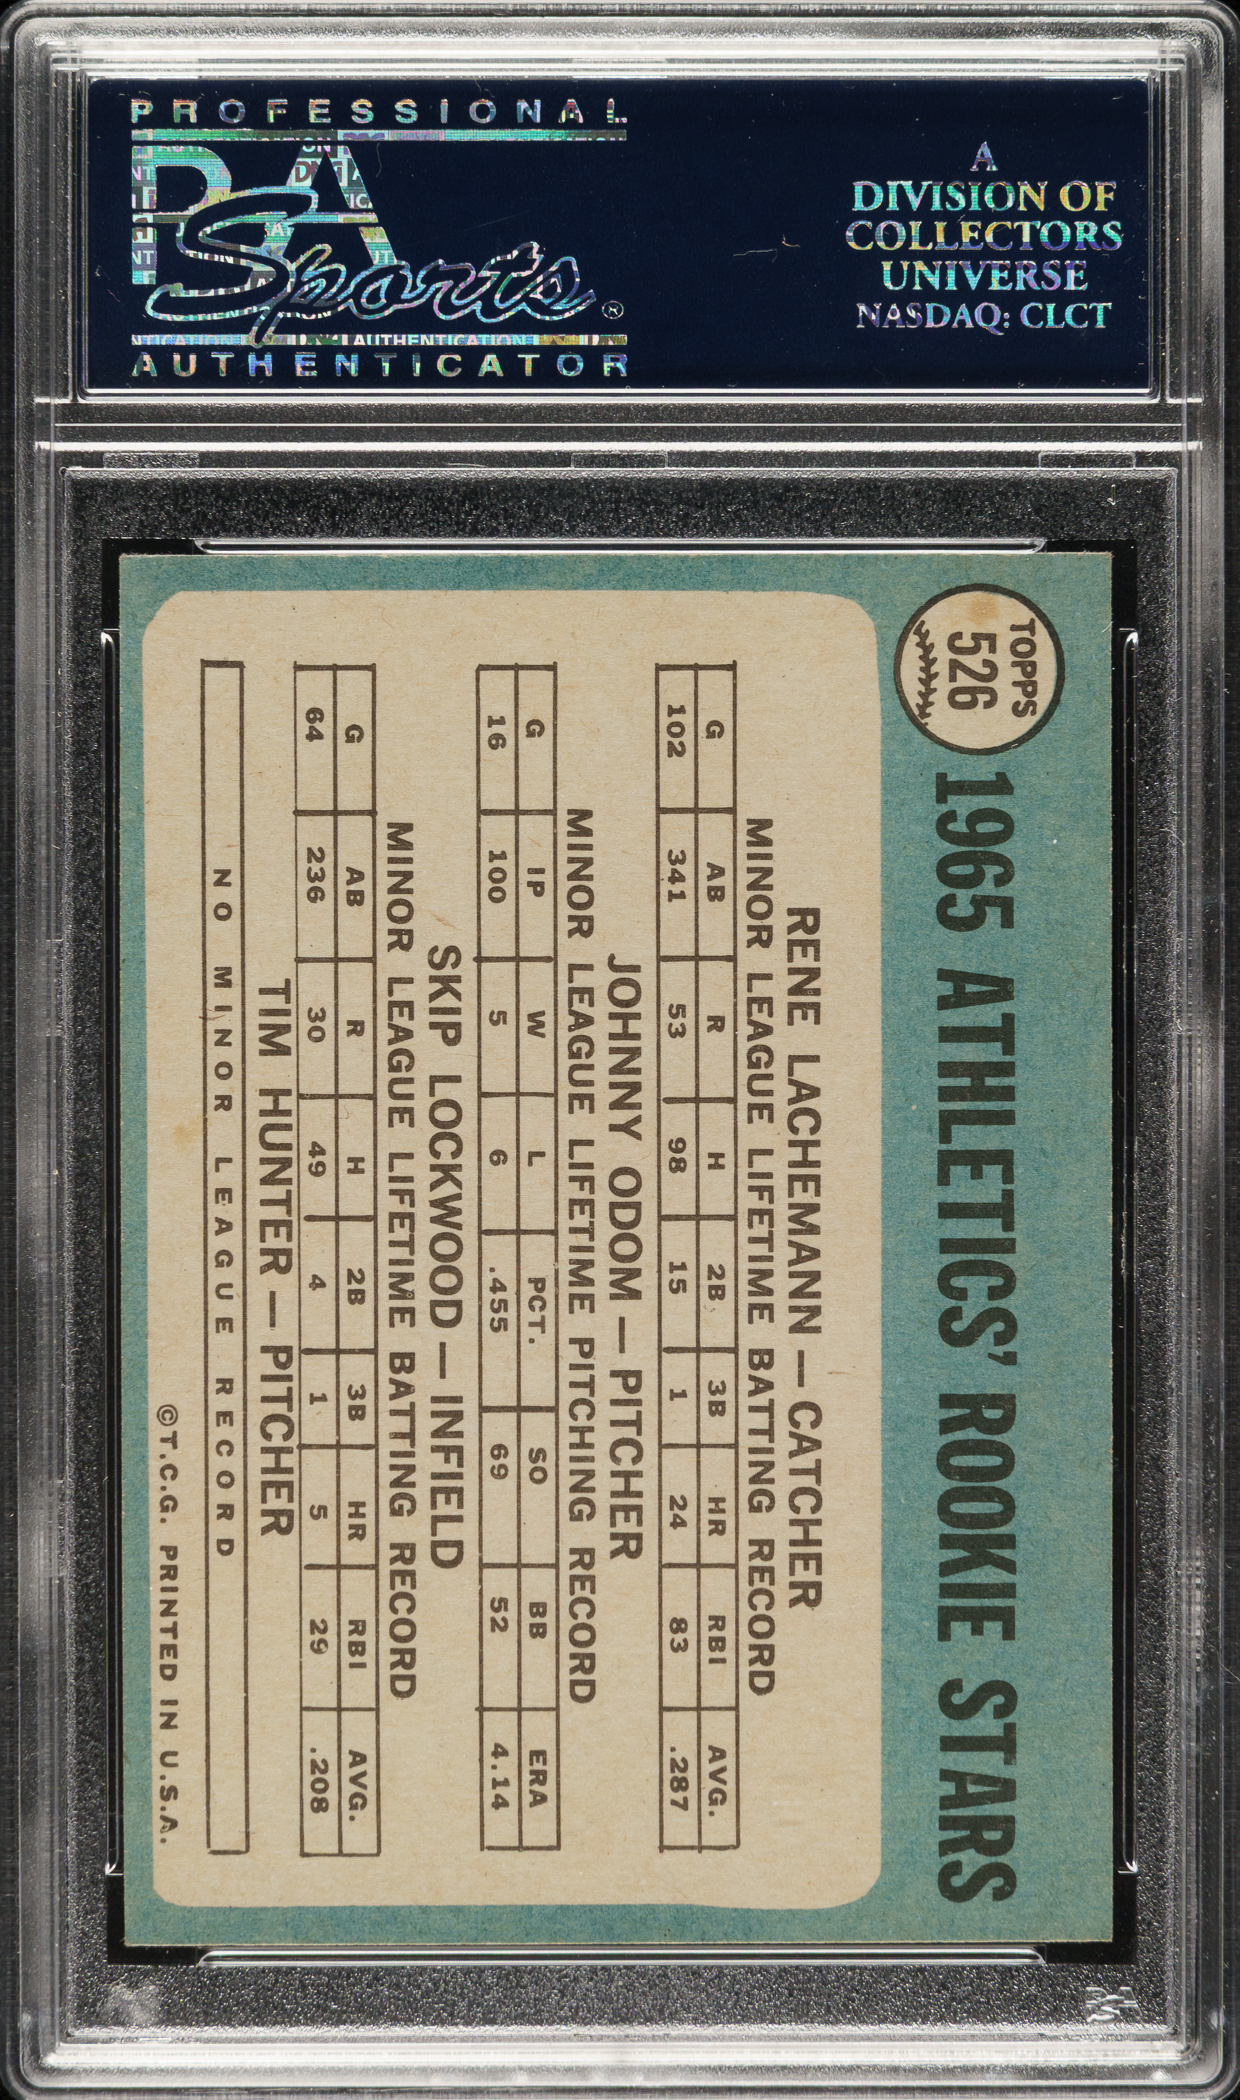 PROFESSIONAL
PSA
Sports®
AUTHENTICATION
AUTHENTICATOR
A
DIVISION OF
COLLECTORS
UNIVERSE
NASDAQ: CLCT
TOPPS
526
1965 ATHLETICS' ROOKIE STARS
RENE LACHEMANN — CATCHER
MINOR LEAGUE LIFETIME BATTING RECORD
G AB R H 2B 3B HR RBI AVG.
102 341 53 98 15 1 24 83 .287
JOHNNY ODOM — PITCHER
MINOR LEAGUE LIFETIME PITCHING RECORD
G IP W L PCT. SO BB ERA
16 100 5 6 .455 69 52 4.14
SKIP LOCKWOOD — INFIELD
MINOR LEAGUE LIFETIME BATTING RECORD
G AB R H 2B 3B HR RBI AVG.
64 236 30 49 4 1 5 29 .208
TIM HUNTER — PITCHER
NO MINOR LEAGUE RECORD
©T.C.G. PRINTED IN U.S.A.
PSA